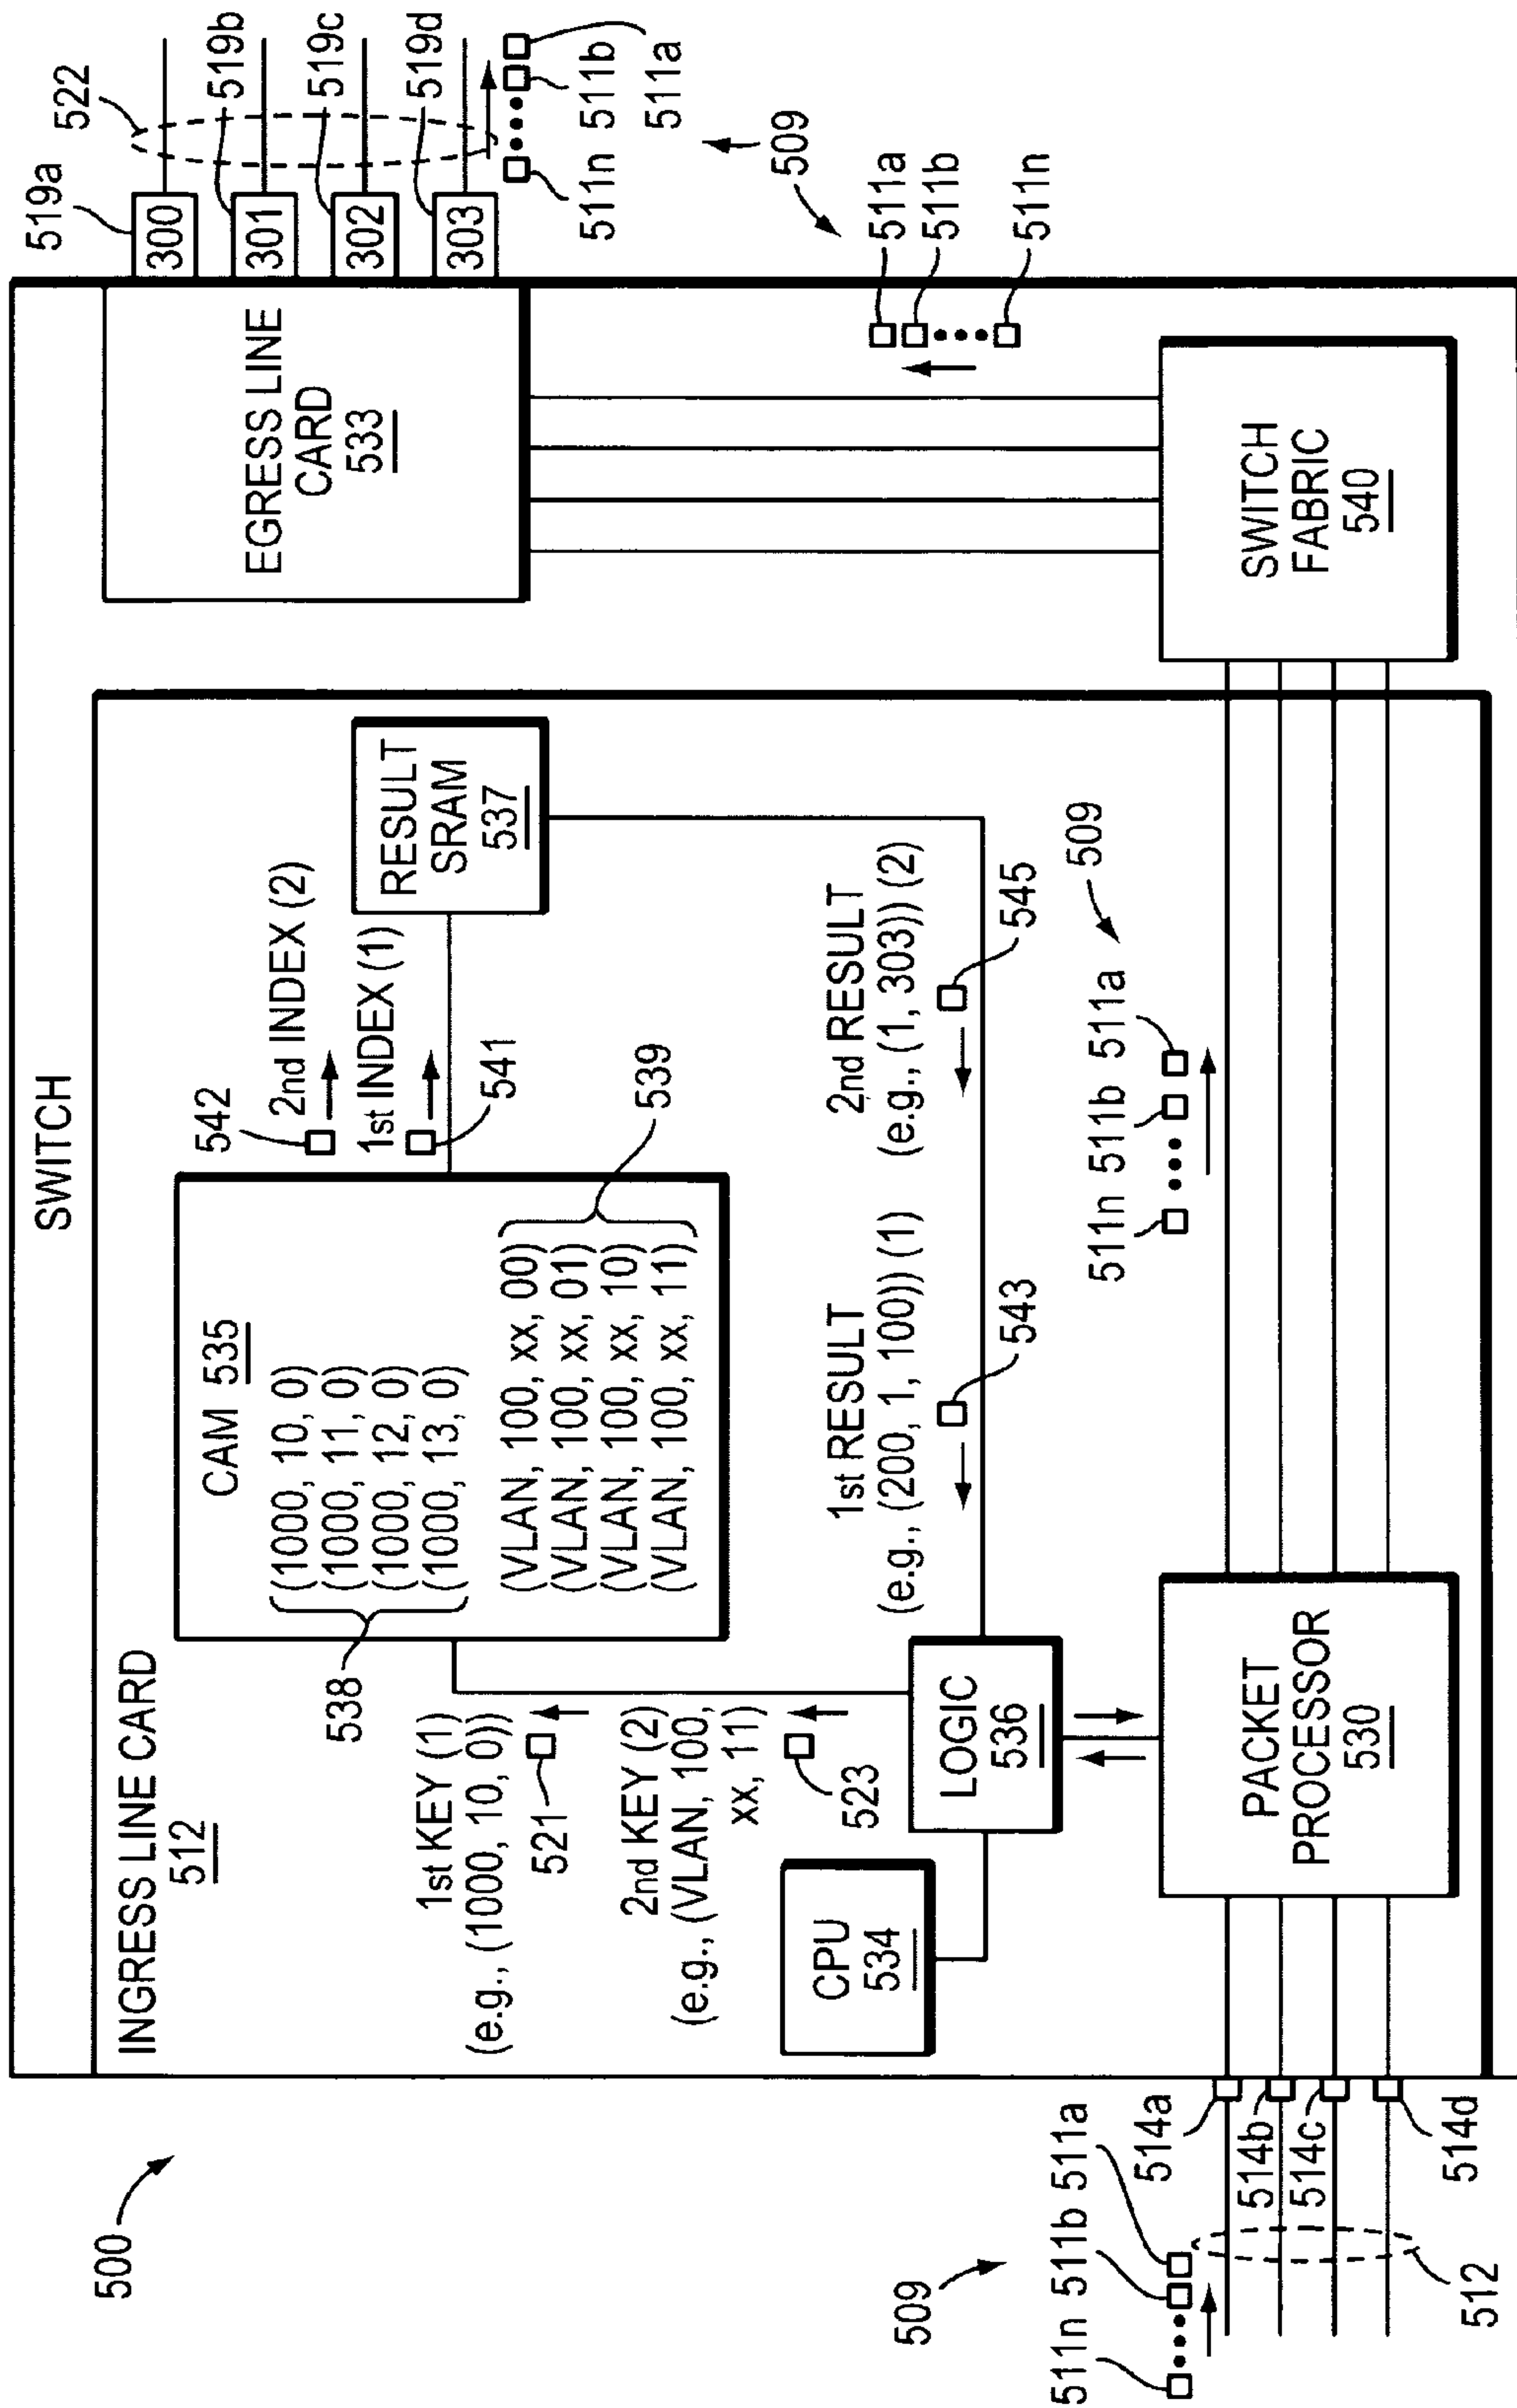 500
SWITCH
INGRESS LINE CARD
512
CAM 535
(1000, 10, 0)
(1000, 11, 0)
(1000, 12, 0)
(1000, 13, 0)
538
(VLAN, 100, xx, 00)
(VLAN, 100, xx, 01)
(VLAN, 100, xx, 10)
(VLAN, 100, xx, 11)
539
542
2nd INDEX (2)
1st INDEX (1)
541
RESULT
SRAM
537
1st KEY (1)
(e.g., (1000, 10, 0))
521
2nd KEY (2)
(e.g., (VLAN, 100,
xx, 11)
523
CPU
534
LOGIC
536
1st RESULT
(e.g., (200, 1, 100)) (1)
543
2nd RESULT
(e.g., (1, 303)) (2)
545
509
511n 511b 511a
PACKET
PROCESSOR
530
509
511n 511b 511a
512
514a
514b
514c
514d
SWITCH
FABRIC
540
EGRESS LINE
CARD
533
519a
522
519b
519c
519d
300
301
302
303
511n 511b
511a
509
511a
511b
511n